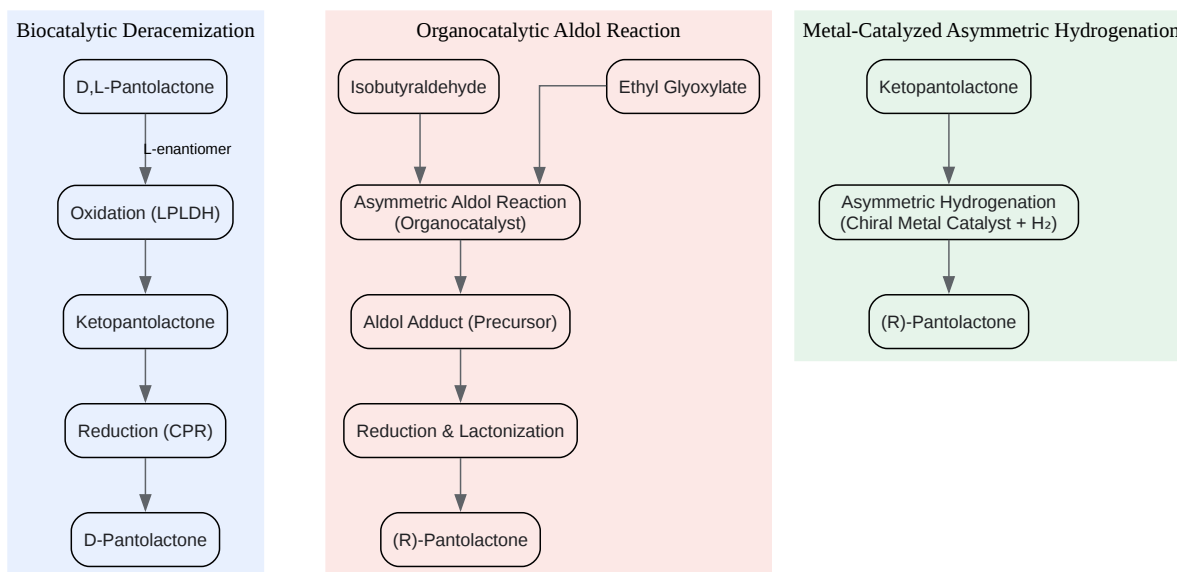 Biocatalytic Deracemization
D,L-Pantolactone
L-enantiomer
Oxidation (LPLDH)
Ketopantolactone
Reduction (CPR)
D-Pantolactone
Organocatalytic Aldol Reaction
Isobutyraldehyde
Ethyl Glyoxylate
Asymmetric Aldol Reaction
(Organocatalyst)
Aldol Adduct (Precursor)
Reduction & Lactonization
(R)-Pantolactone
Metal-Catalyzed Asymmetric Hydrogenation
Ketopantolactone
Asymmetric Hydrogenation
(Chiral Metal Catalyst + H₂)
(R)-Pantolactone